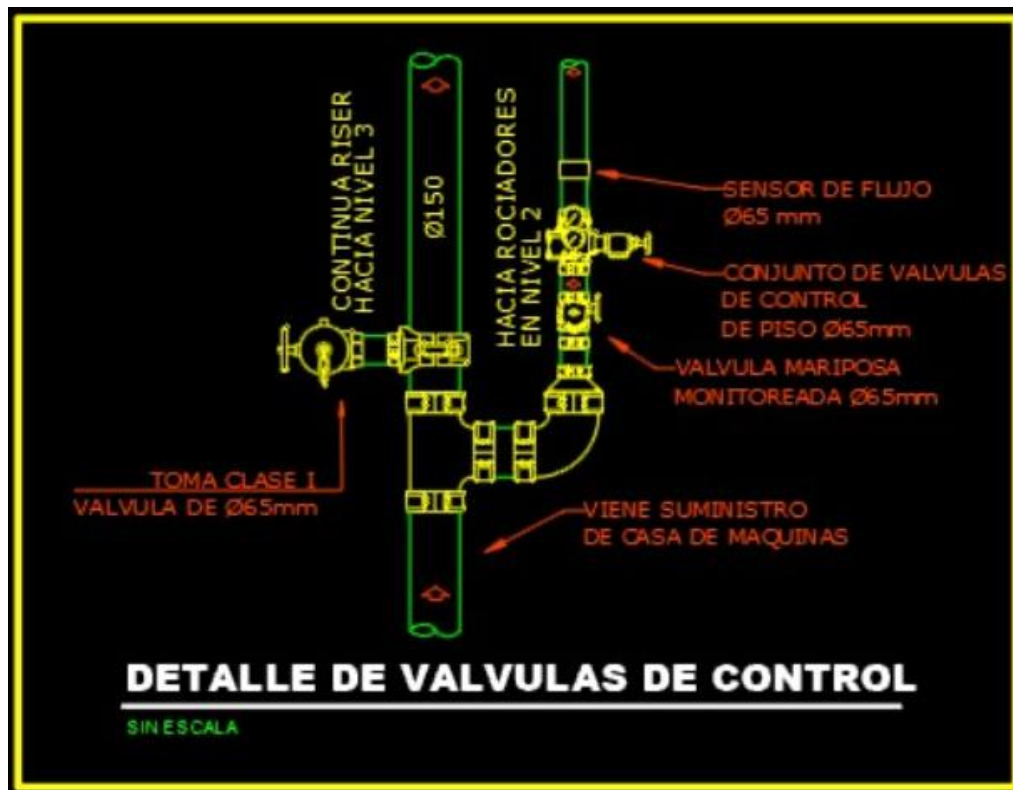 CONTINUA RISER
HACIA NIVEL 3
Ø150
HACIA ROCIADORES
EN NIVEL 2
SENSOR DE FLUJO
Ø65 mm
CONJUNTO DE VALVULAS
DE CONTROL
DE PISO Ø65mm
VALVULA MARIPOSA
MONITOREADA Ø65mm
TOMA CLASE I
VALVULA DE Ø65mm
VIENE SUMINISTRO
DE CASA DE MAQUINAS
DETALLE DE VALVULAS DE CONTROL
SIN ESCALA